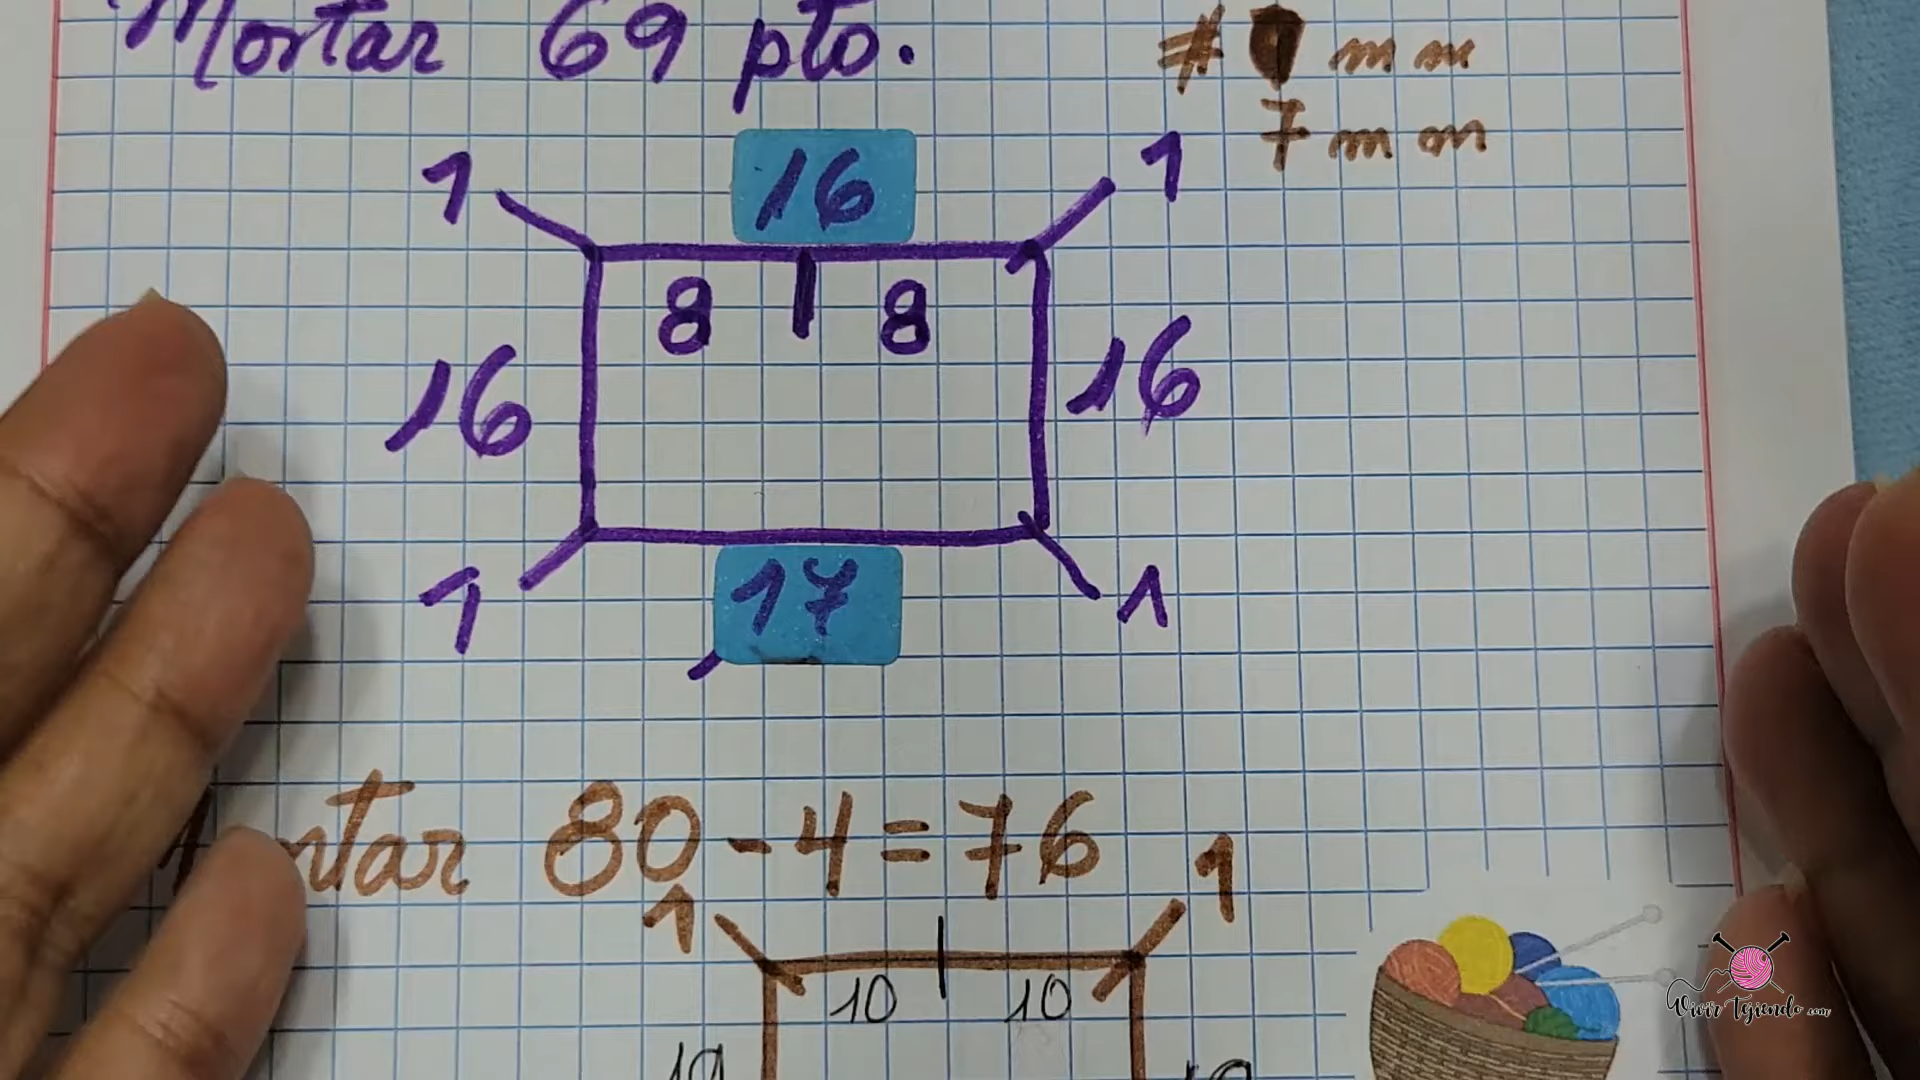 Montar 69 pto.
# mm
7 mm
1 16 1
8 8
16 16
1 17 1
ntar 80-4=76
1 1
10 10
Vivir Tejiendo.com